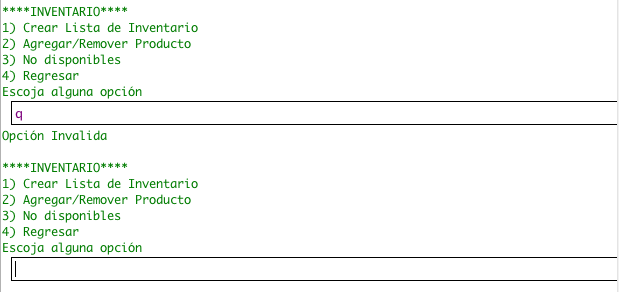 ****INVENTARIO****
1) Crear Lista de Inventario
2) Agregar/Remover Producto
3) No disponibles
4) Regresar
Escoja alguna opción
q
Opción Invalida
****INVENTARIO****
1) Crear Lista de Inventario
2) Agregar/Remover Producto
3) No disponibles
4) Regresar
Escoja alguna opción